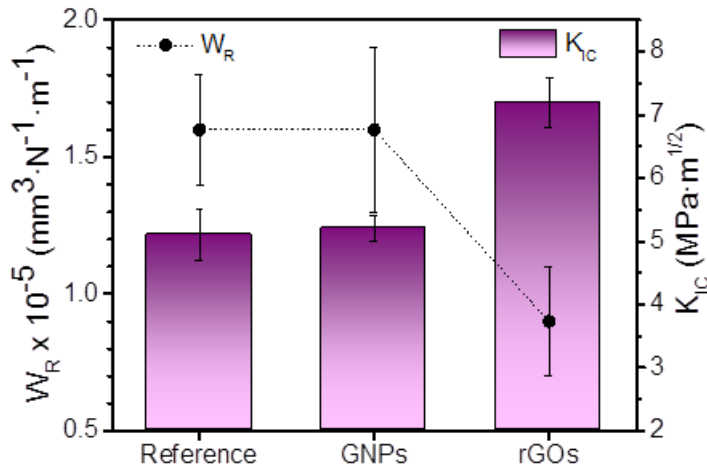 W_R x 10^-5 (mm^3·N^-1·m^-1)
2.0
1.5
1.0
0.5
W_R
K_IC
8
7
6
5
4
3
2
K_IC (MPa·m^1/2)
Reference GNPs rGOs